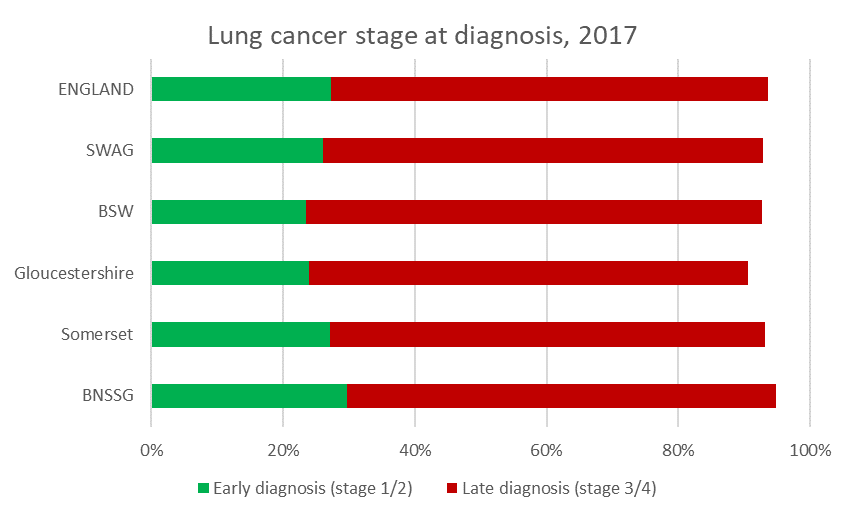 Lung cancer stage at diagnosis, 2017
ENGLAND
SWAG
BSW
Gloucestershire
Somerset
BNSSG
0% 20% 40% 60% 80% 100%
Early diagnosis (stage 1/2) Late diagnosis (stage 3/4)